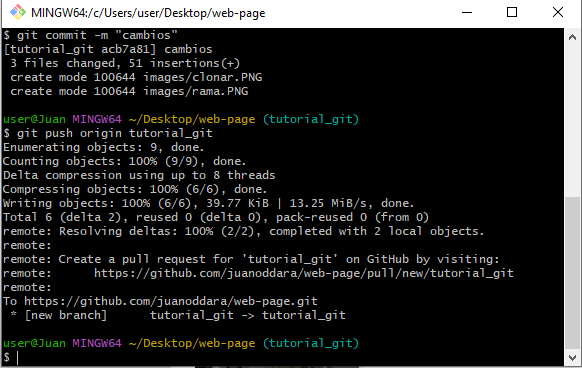 MINGW64:/c/Users/user/Desktop/web-page
$ git commit -m "cambios"
[tutorial_git acb7a81] cambios
 3 files changed, 51 insertions(+)
 create mode 100644 images/clonar.PNG
 create mode 100644 images/rama.PNG
user@Juan MINGW64 ~/Desktop/web-page (tutorial_git)
$ git push origin tutorial_git
Enumerating objects: 9, done.
Counting objects: 100% (9/9), done.
Delta compression using up to 8 threads
Compressing objects: 100% (6/6), done.
Writing objects: 100% (6/6), 39.77 KiB | 13.25 MiB/s, done.
Total 6 (delta 2), reused 0 (delta 0), pack-reused 0 (from 0)
remote: Resolving deltas: 100% (2/2), completed with 2 local objects.
remote:
remote: Create a pull request for 'tutorial_git' on GitHub by visiting:
remote:      https://github.com/juanoddara/web-page/pull/new/tutorial_git
remote:
To https://github.com/juanoddara/web-page.git
 * [new branch]      tutorial_git -> tutorial_git
user@Juan MINGW64 ~/Desktop/web-page (tutorial_git)
$